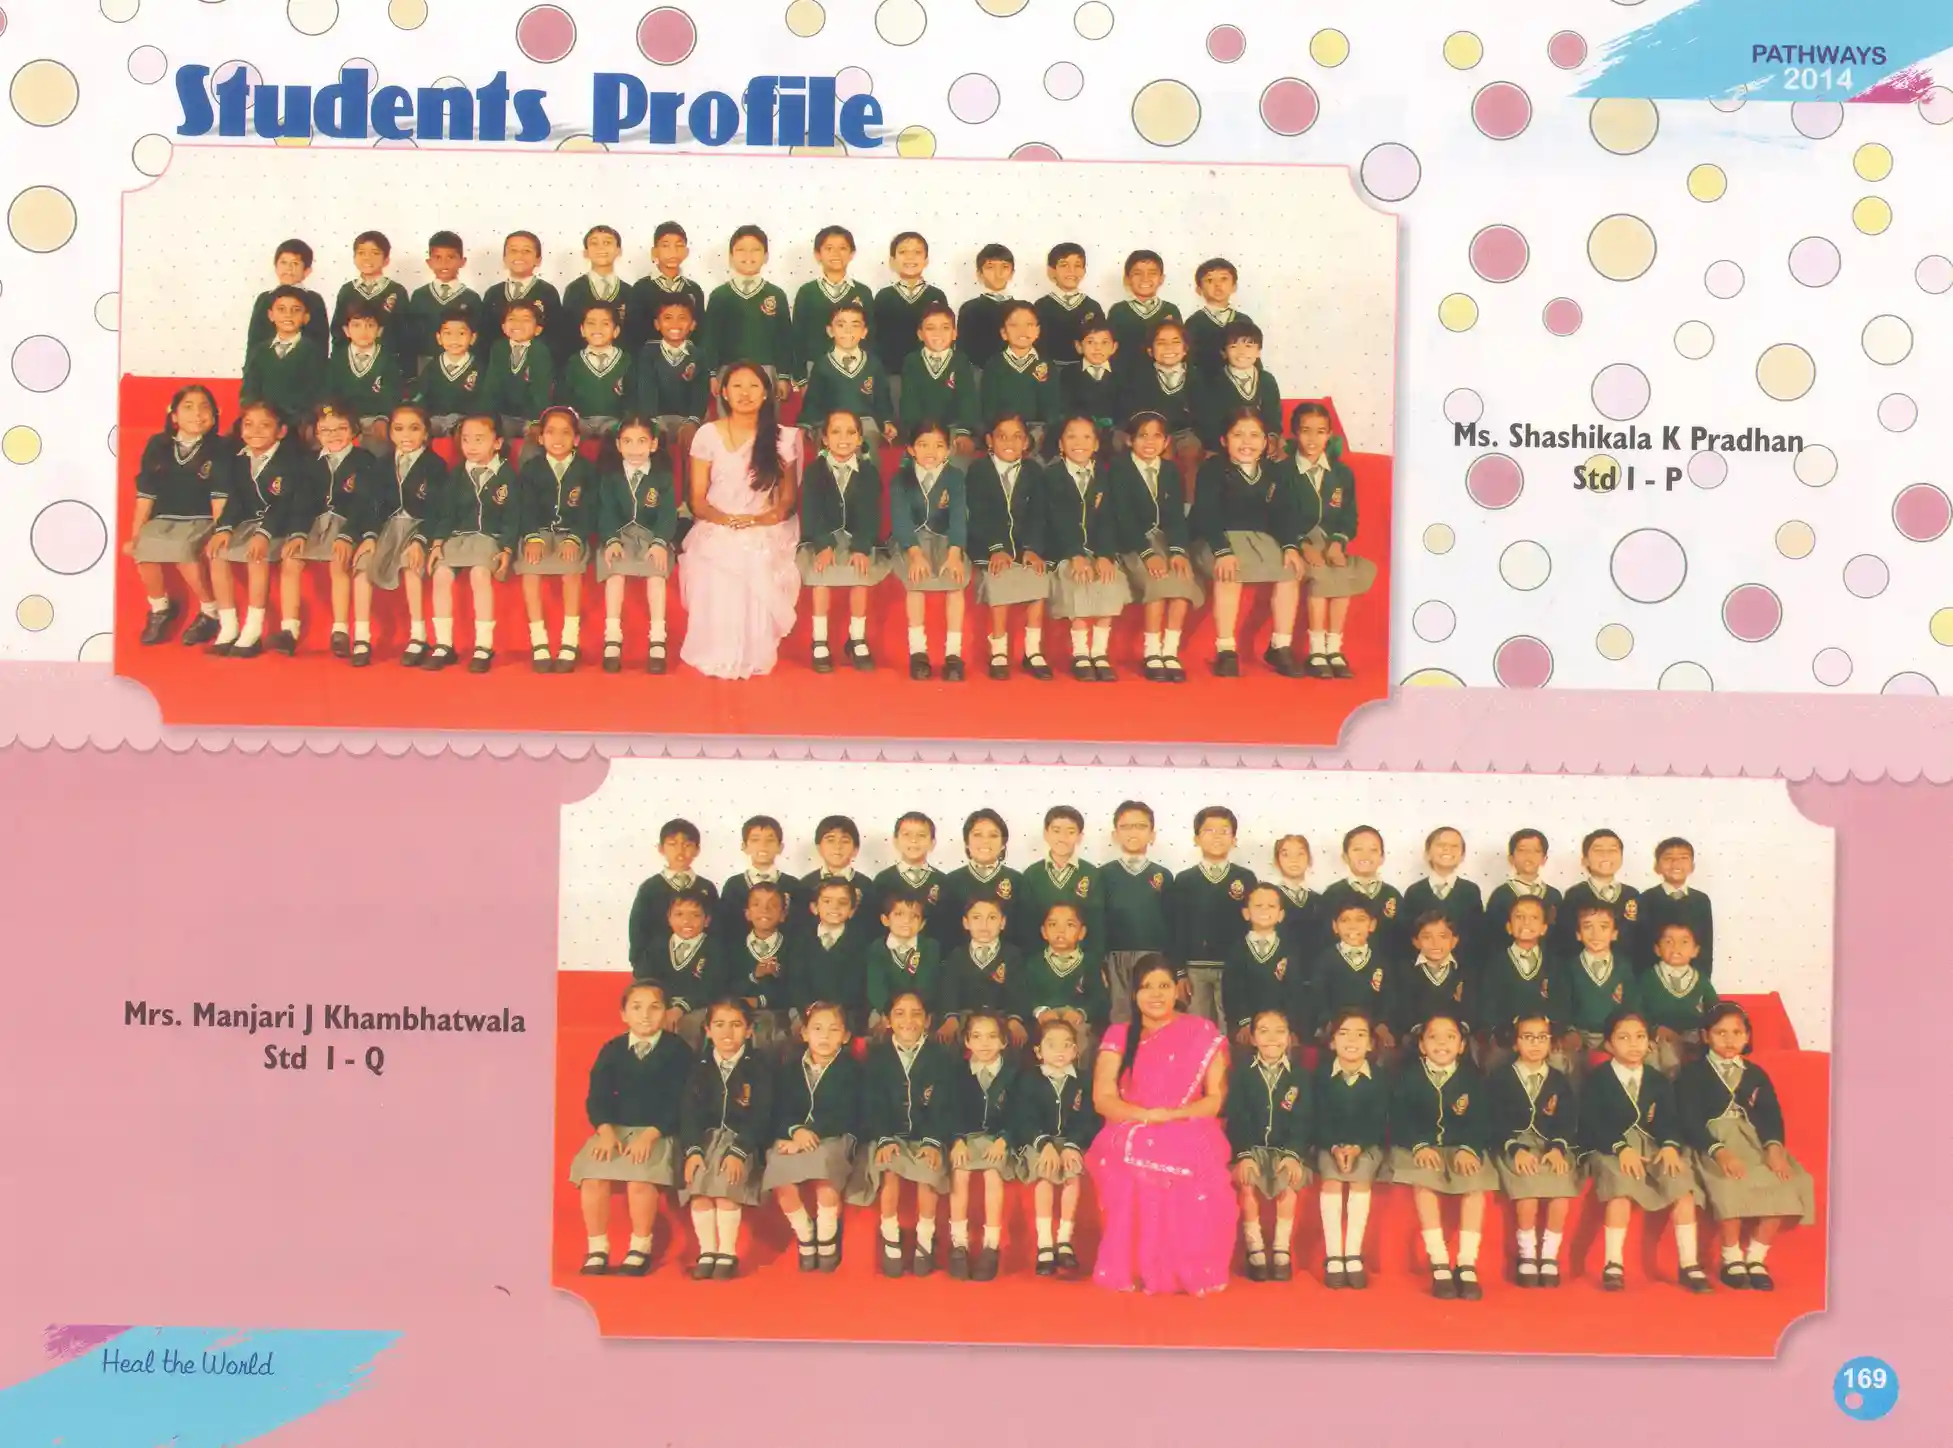 Students Profile
PATHWAYS
2014
Ms. Shashikala K Pradhan
Std I - P
Mrs. Manjari J Khambhatwala
Std I - Q
Heal the World
169